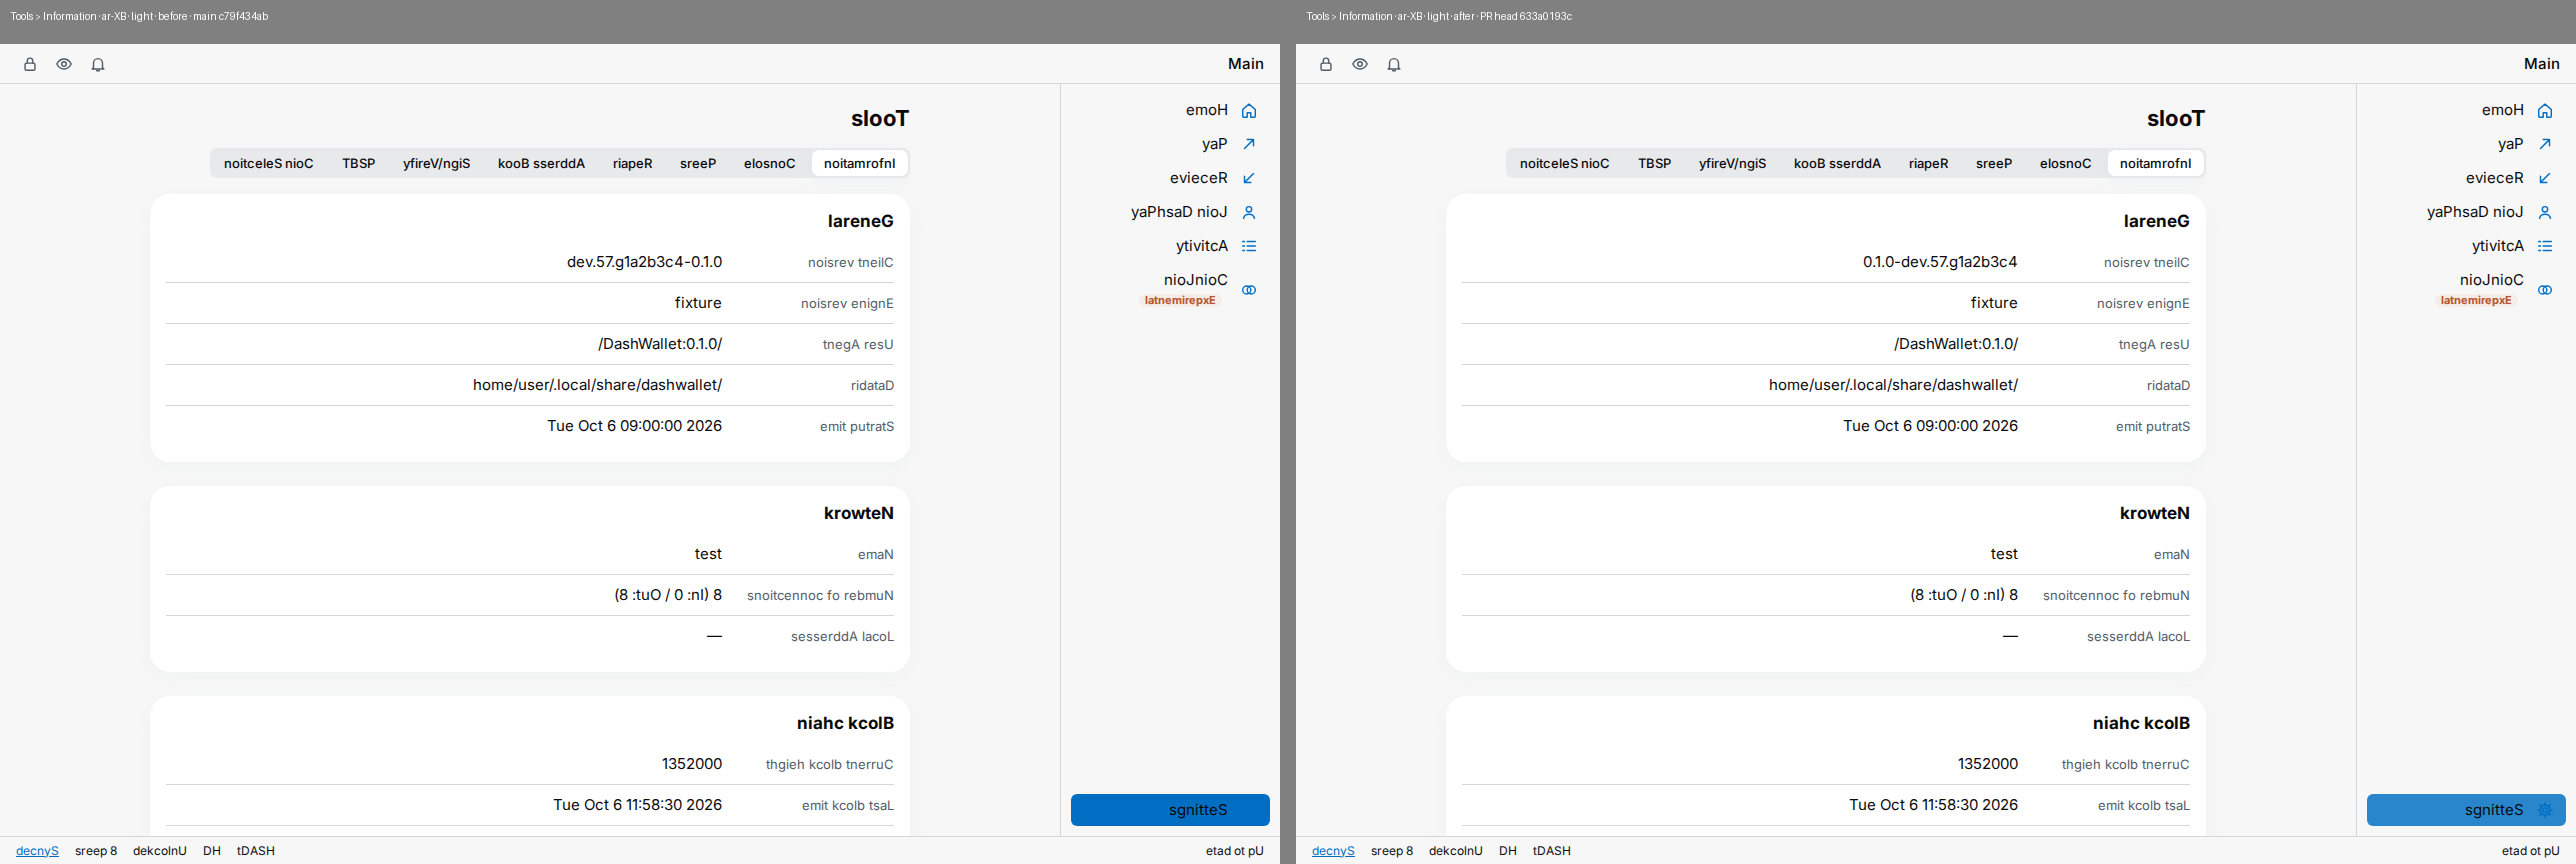 Tools > Information · ar-XB · light · before · main c79f434ab
Main
slooT
noitceleS nioC TBSP yfireV/ngiS kooB sserddA riapeR sreeP elosnoC noitamrofnI
lareneG
dev.57.g1a2b3c4-0.1.0 noisrev tneilC
fixture noisrev enignE
/DashWallet:0.1.0/ tnegA resU
home/user/.local/share/dashwallet/ ridataD
Tue Oct 6 09:00:00 2026 emit putratS
krowteN
test emaN
(8 :tuO / 0 :nI) 8 snoitcennoc fo rebmuN
— sesserddA lacoL
niahc kcolB
1352000 thgieh kcolb tnerruC
Tue Oct 6 11:58:30 2026 emit kcolb tsaL
emoH
yaP
evieceR
yaPhsaD nioJ
ytivitcA
nioJnioC
latnemirepxE
sgnitteS
decnyS sreep 8 dekcolnU DH tDASH etad ot pU
Tools > Information · ar-XB · light · after · PR head 633a0193c
Main
slooT
noitceleS nioC TBSP yfireV/ngiS kooB sserddA riapeR sreeP elosnoC noitamrofnI
lareneG
0.1.0-dev.57.g1a2b3c4 noisrev tneilC
fixture noisrev enignE
/DashWallet:0.1.0/ tnegA resU
home/user/.local/share/dashwallet/ ridataD
Tue Oct 6 09:00:00 2026 emit putratS
krowteN
test emaN
(8 :tuO / 0 :nI) 8 snoitcennoc fo rebmuN
— sesserddA lacoL
niahc kcolB
1352000 thgieh kcolb tnerruC
Tue Oct 6 11:58:30 2026 emit kcolb tsaL
emoH
yaP
evieceR
yaPhsaD nioJ
ytivitcA
nioJnioC
latnemirepxE
sgnitteS
decnyS sreep 8 dekcolnU DH tDASH etad ot pU